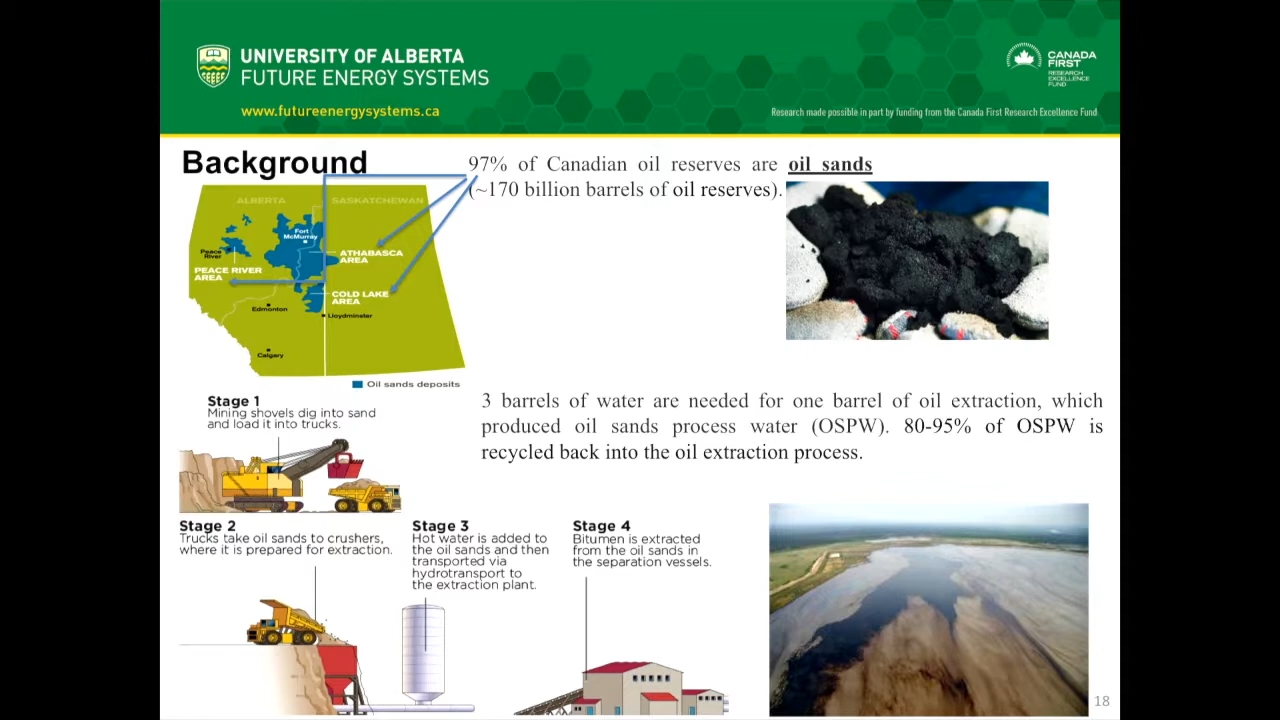 UNIVERSITY OF ALBERTA
FUTURE ENERGY SYSTEMS
www.futureenergysystems.ca
CANADA
FIRST
RESEARCH
EXCELLENCE
FUND
Research made possible in part by funding from the Canada First Research Excellence Fund
Background
97% of Canadian oil reserves are oil sands
(~170 billion barrels of oil reserves).
ALBERTA
SASKATCHEWAN
Fort
McMurray
Peace
River
ATHABASCA
AREA
PEACE RIVER
AREA
COLD LAKE
AREA
Edmonton
Lloydminster
Calgary
Oil sands deposits
3 barrels of water are needed for one barrel of oil extraction, which
produced oil sands process water (OSPW). 80-95% of OSPW is
recycled back into the oil extraction process.
Stage 1
Mining shovels dig into sand
and load it into trucks.
Stage 2
Trucks take oil sands to crushers,
where it is prepared for extraction.
Stage 3
Hot water is added to
the oil sands and then
transported via
hydrotransport to
the extraction plant.
Stage 4
Bitumen is extracted
from the oil sands in
the separation vessels.
18